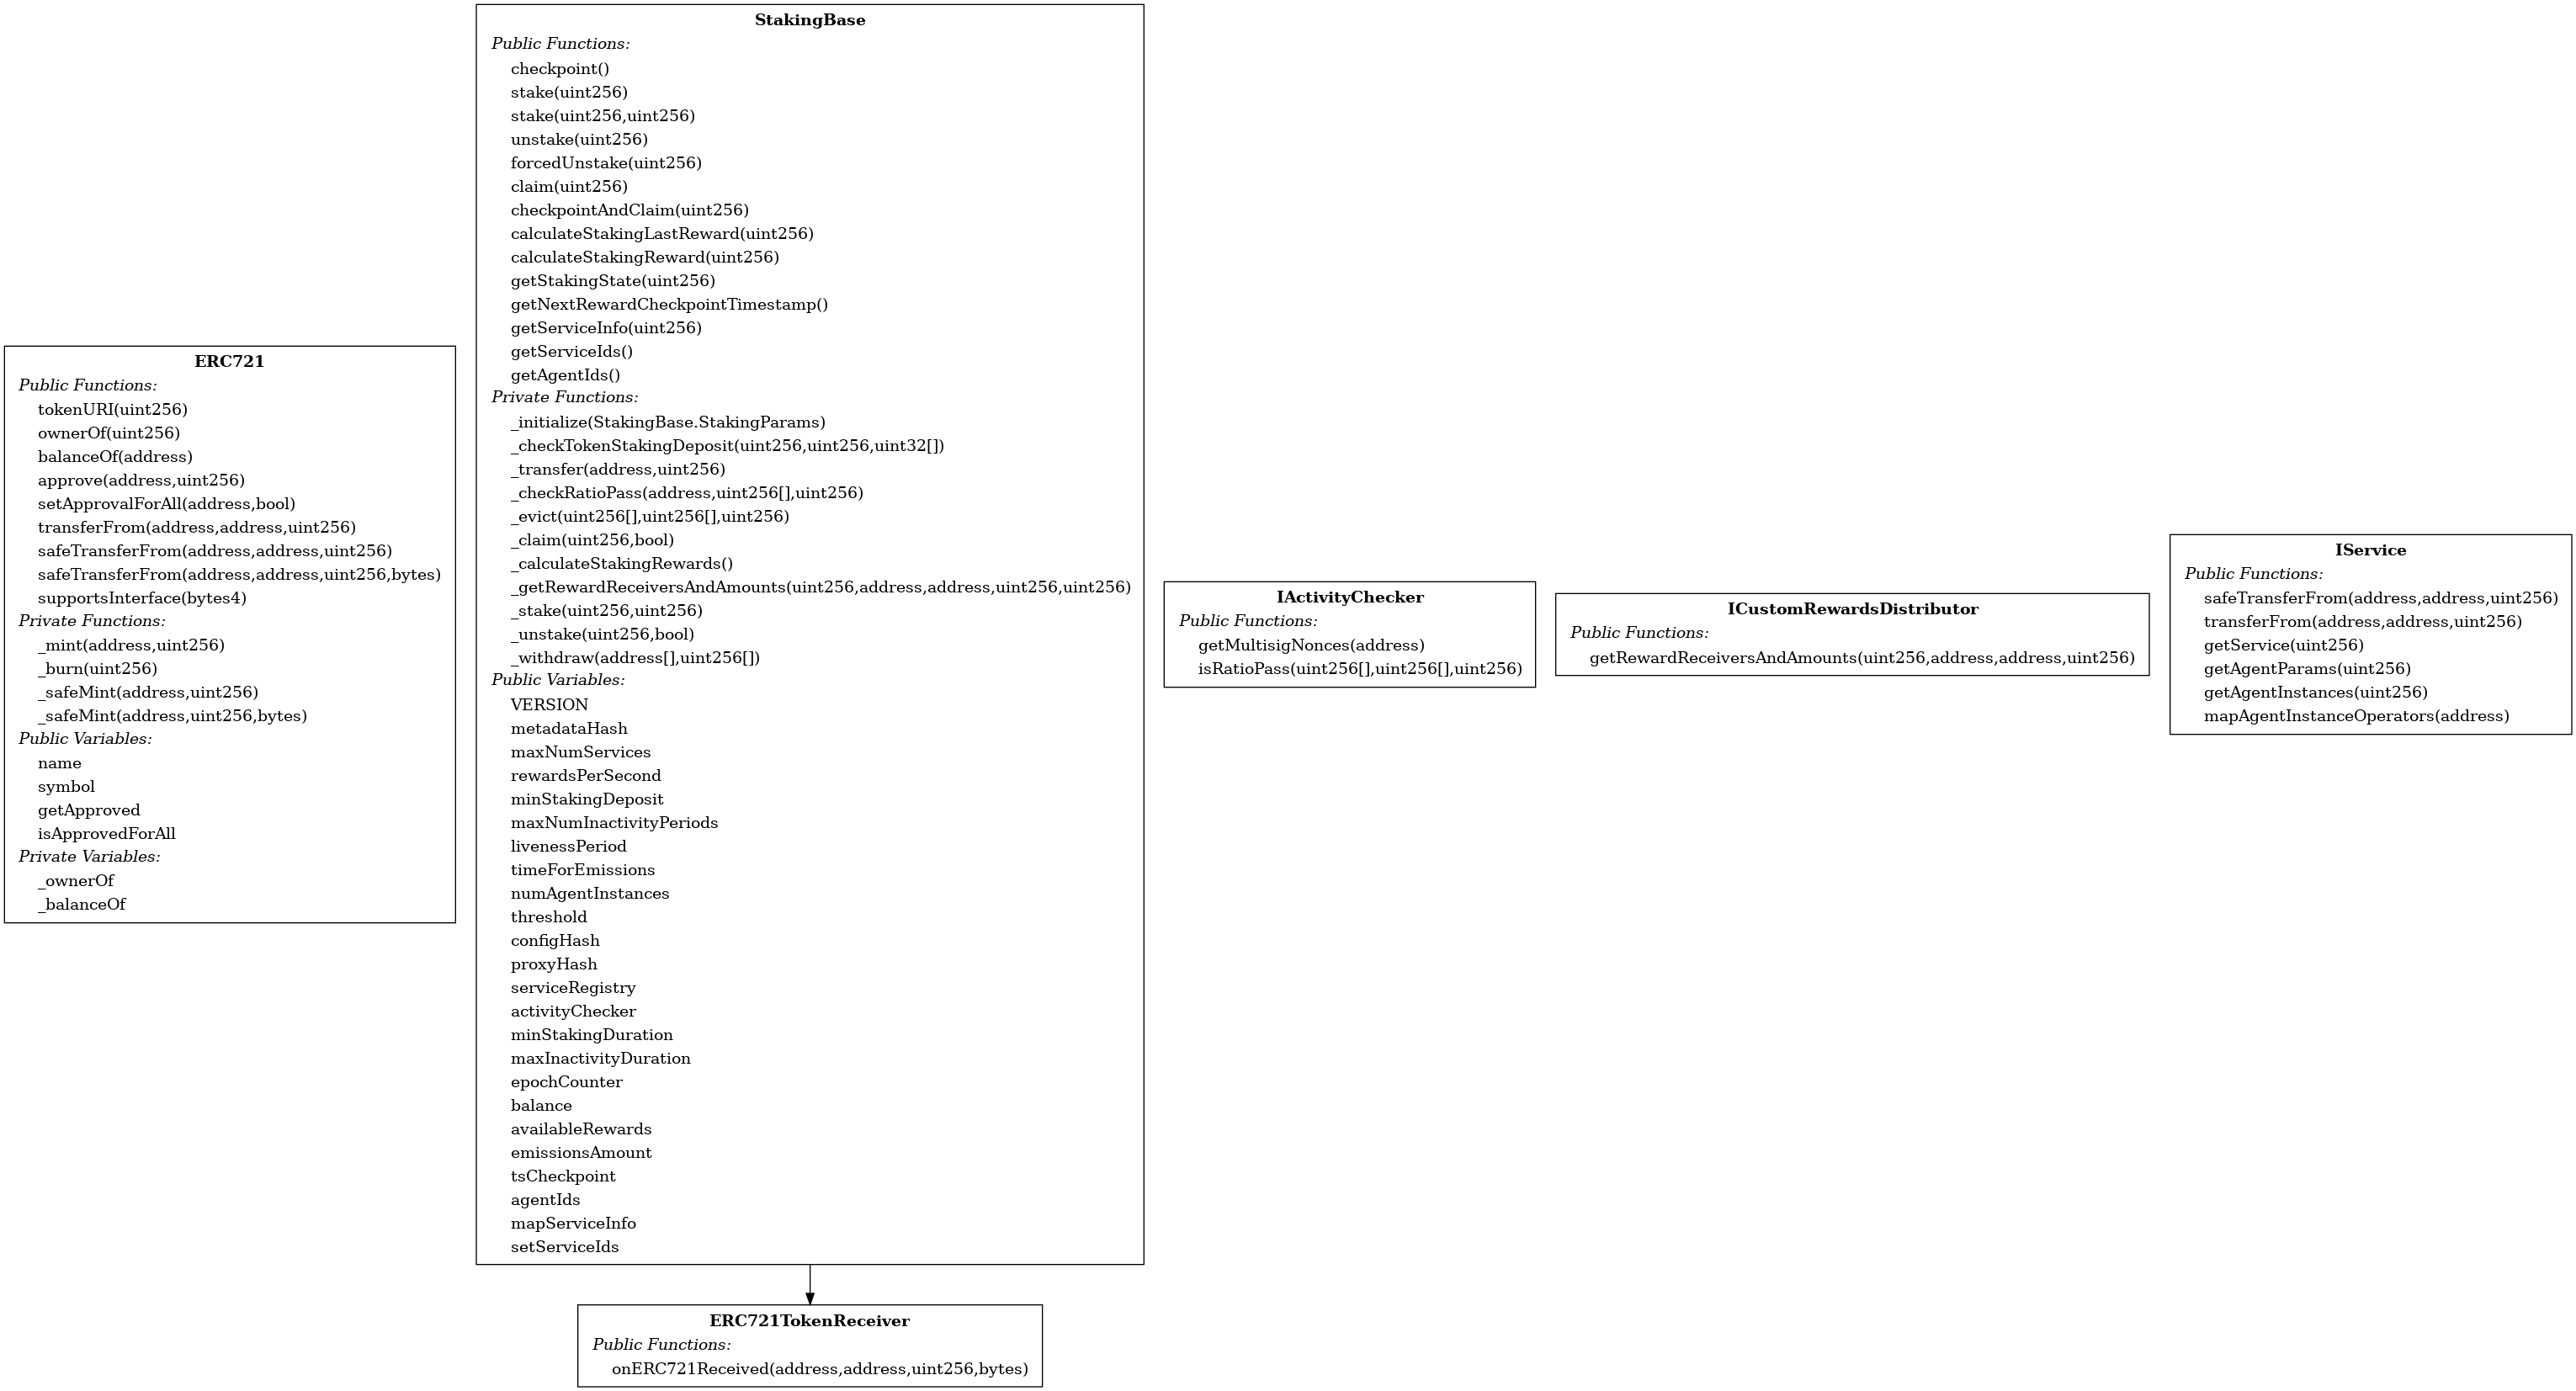 ERC721
Public Functions:
tokenURI(uint256)
ownerOf(uint256)
balanceOf(address)
approve(address,uint256)
setApprovalForAll(address,bool)
transferFrom(address,address,uint256)
safeTransferFrom(address,address,uint256)
safeTransferFrom(address,address,uint256,bytes)
supportsInterface(bytes4)
Private Functions:
_mint(address,uint256)
_burn(uint256)
_safeMint(address,uint256)
_safeMint(address,uint256,bytes)
Public Variables:
name
symbol
getApproved
isApprovedForAll
Private Variables:
_ownerOf
_balanceOf
StakingBase
Public Functions:
checkpoint()
stake(uint256)
stake(uint256,uint256)
unstake(uint256)
forcedUnstake(uint256)
claim(uint256)
checkpointAndClaim(uint256)
calculateStakingLastReward(uint256)
calculateStakingReward(uint256)
getStakingState(uint256)
getNextRewardCheckpointTimestamp()
getServiceInfo(uint256)
getServiceIds()
getAgentIds()
Private Functions:
_initialize(StakingBase.StakingParams)
_checkTokenStakingDeposit(uint256,uint256,uint32[])
_transfer(address,uint256)
_checkRatioPass(address,uint256[],uint256)
_evict(uint256[],uint256[],uint256)
_claim(uint256,bool)
_calculateStakingRewards()
_getRewardReceiversAndAmounts(uint256,address,address,uint256,uint256)
_stake(uint256,uint256)
_unstake(uint256,bool)
_withdraw(address[],uint256[])
Public Variables:
VERSION
metadataHash
maxNumServices
rewardsPerSecond
minStakingDeposit
maxNumInactivityPeriods
livenessPeriod
timeForEmissions
numAgentInstances
threshold
configHash
proxyHash
serviceRegistry
activityChecker
minStakingDuration
maxInactivityDuration
epochCounter
balance
availableRewards
emissionsAmount
tsCheckpoint
agentIds
mapServiceInfo
setServiceIds
ERC721TokenReceiver
Public Functions:
onERC721Received(address,address,uint256,bytes)
IActivityChecker
Public Functions:
getMultisigNonces(address)
isRatioPass(uint256[],uint256[],uint256)
ICustomRewardsDistributor
Public Functions:
getRewardReceiversAndAmounts(uint256,address,address,uint256)
IService
Public Functions:
safeTransferFrom(address,address,uint256)
transferFrom(address,address,uint256)
getService(uint256)
getAgentParams(uint256)
getAgentInstances(uint256)
mapAgentInstanceOperators(address)